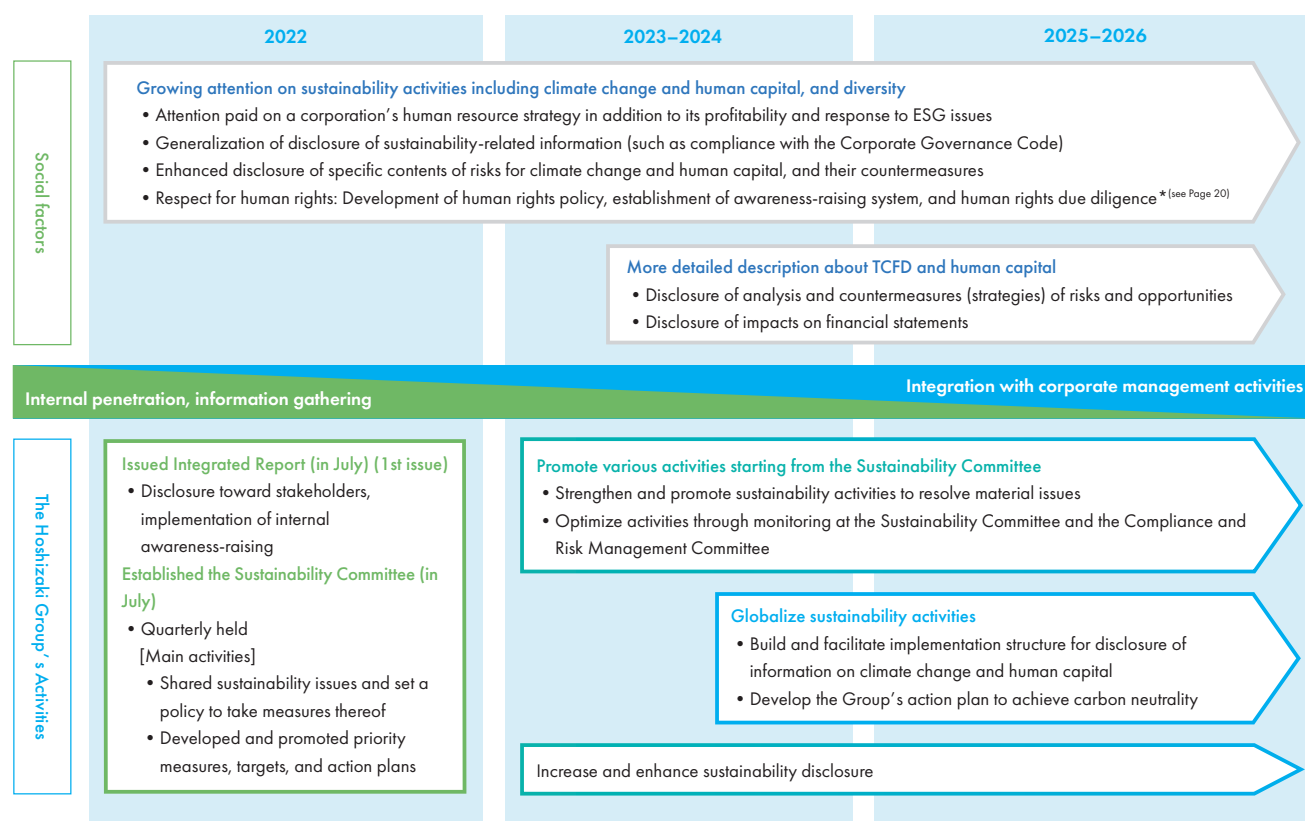 2022
2023–2024
2025–2026
Social factors
Growing attention on sustainability activities including climate change and human capital, and diversity
• Attention paid on a corporation's human resource strategy in addition to its profitability and response to ESG issues
• Generalization of disclosure of sustainability-related information (such as compliance with the Corporate Governance Code)
• Enhanced disclosure of specific contents of risks for climate change and human capital, and their countermeasures
• Respect for human rights: Development of human rights policy, establishment of awareness-raising system, and human rights due diligence*(see Page 20)
More detailed description about TCFD and human capital
• Disclosure of analysis and countermeasures (strategies) of risks and opportunities
• Disclosure of impacts on financial statements
Internal penetration, information gathering
Integration with corporate management activities
The Hoshizaki Group's Activities
Issued Integrated Report (in July) (1st issue)
• Disclosure toward stakeholders,
implementation of internal
awareness-raising
Established the Sustainability Committee (in
July)
• Quarterly held
[Main activities]
• Shared sustainability issues and set a
policy to take measures thereof
• Developed and promoted priority
measures, targets, and action plans
Promote various activities starting from the Sustainability Committee
• Strengthen and promote sustainability activities to resolve material issues
• Optimize activities through monitoring at the Sustainability Committee and the Compliance and
Risk Management Committee
Globalize sustainability activities
• Build and facilitate implementation structure for disclosure of
information on climate change and human capital
• Develop the Group's action plan to achieve carbon neutrality
Increase and enhance sustainability disclosure